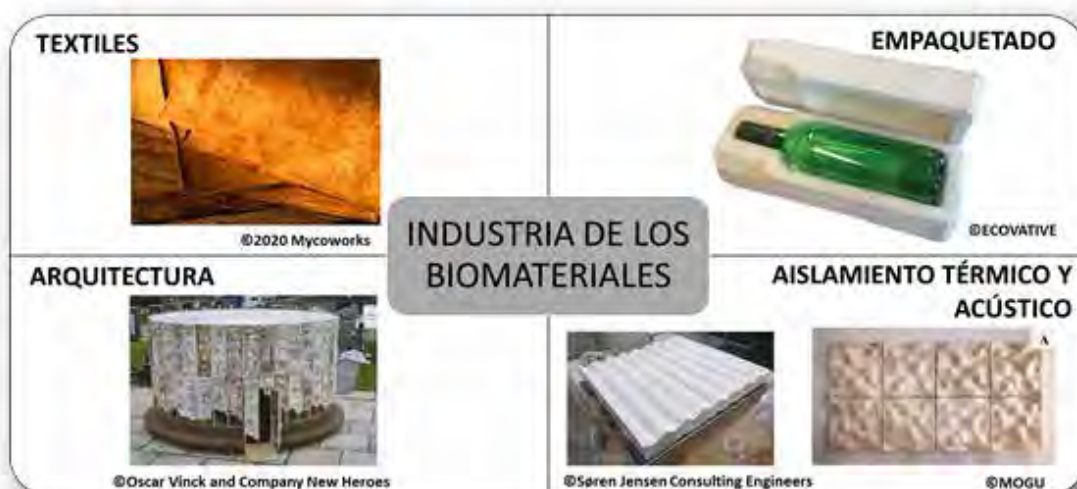 TEXTILES
©2020 Mycoworks
EMPAQUETADO
©ECOVATIVE
INDUSTRIA DE LOS
BIOMATERIALES
ARQUITECTURA
©Oscar Vinck and Company New Heroes
AISLAMIENTO TÉRMICO Y
ACÚSTICO
A
©Søren Jensen Consulting Engineers
©MOGU